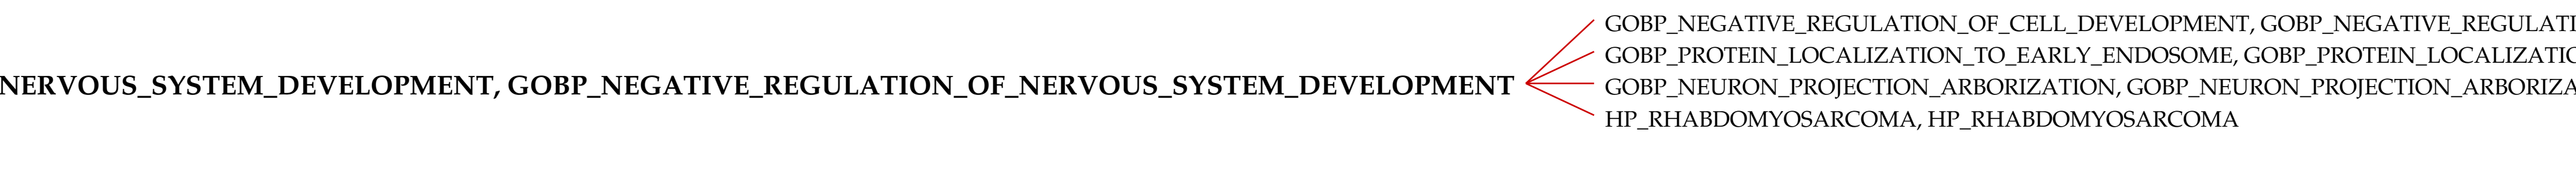 NERVOUS_SYSTEM_DEVELOPMENT, GOBP_NEGATIVE_REGULATION_OF_NERVOUS_SYSTEM_DEVELOPMENT
GOBP_NEGATIVE_REGULATION_OF_CELL_DEVELOPMENT, GOBP_NEGATIVE_REGULATI
GOBP_PROTEIN_LOCALIZATION_TO_EARLY_ENDOSOME, GOBP_PROTEIN_LOCALIZATIO
GOBP_NEURON_PROJECTION_ARBORIZATION, GOBP_NEURON_PROJECTION_ARBORIZA
HP_RHABDOMYOSARCOMA, HP_RHABDOMYOSARCOMA